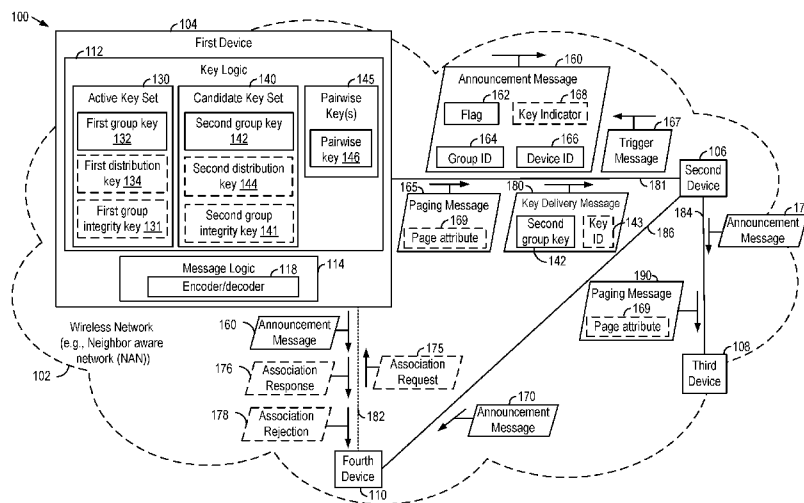 100
104
First Device
112
Key Logic
130
Active Key Set
First group key 132
First distribution key 134
First group integrity key 131
140
Candidate Key Set
Second group key 142
Second distribution key 144
Second group integrity key 141
145
Pairwise Key(s)
Pairwise key 146
114
Message Logic
118
Encoder/decoder
160
Announcement Message
162
Flag
168
Key Indicator
164
Group ID
166
Device ID
167
Trigger Message
106
Second Device
181
165
Paging Message
169
Page attribute
180
Key Delivery Message
Second group key
142
Key ID
143
186
184
Announcement Message
190
Paging Message
169
Page attribute
108
Third Device
Wireless Network (e.g., Neighbor aware network (NAN))
102
160
Announcement Message
176
Association Response
178
Association Rejection
175
Association Request
182
170
Announcement Message
Fourth Device
110